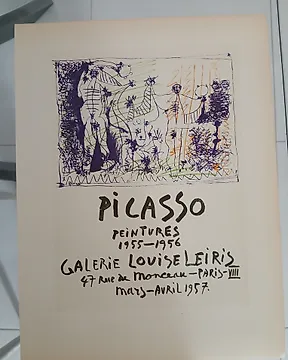 PiCASSO
PEINTURES
1955—1956
GALERIE LOUISE LEIRIS
47 RUE de MONCEAU—PARIS—VIII
MARS—AVRIL 1957.